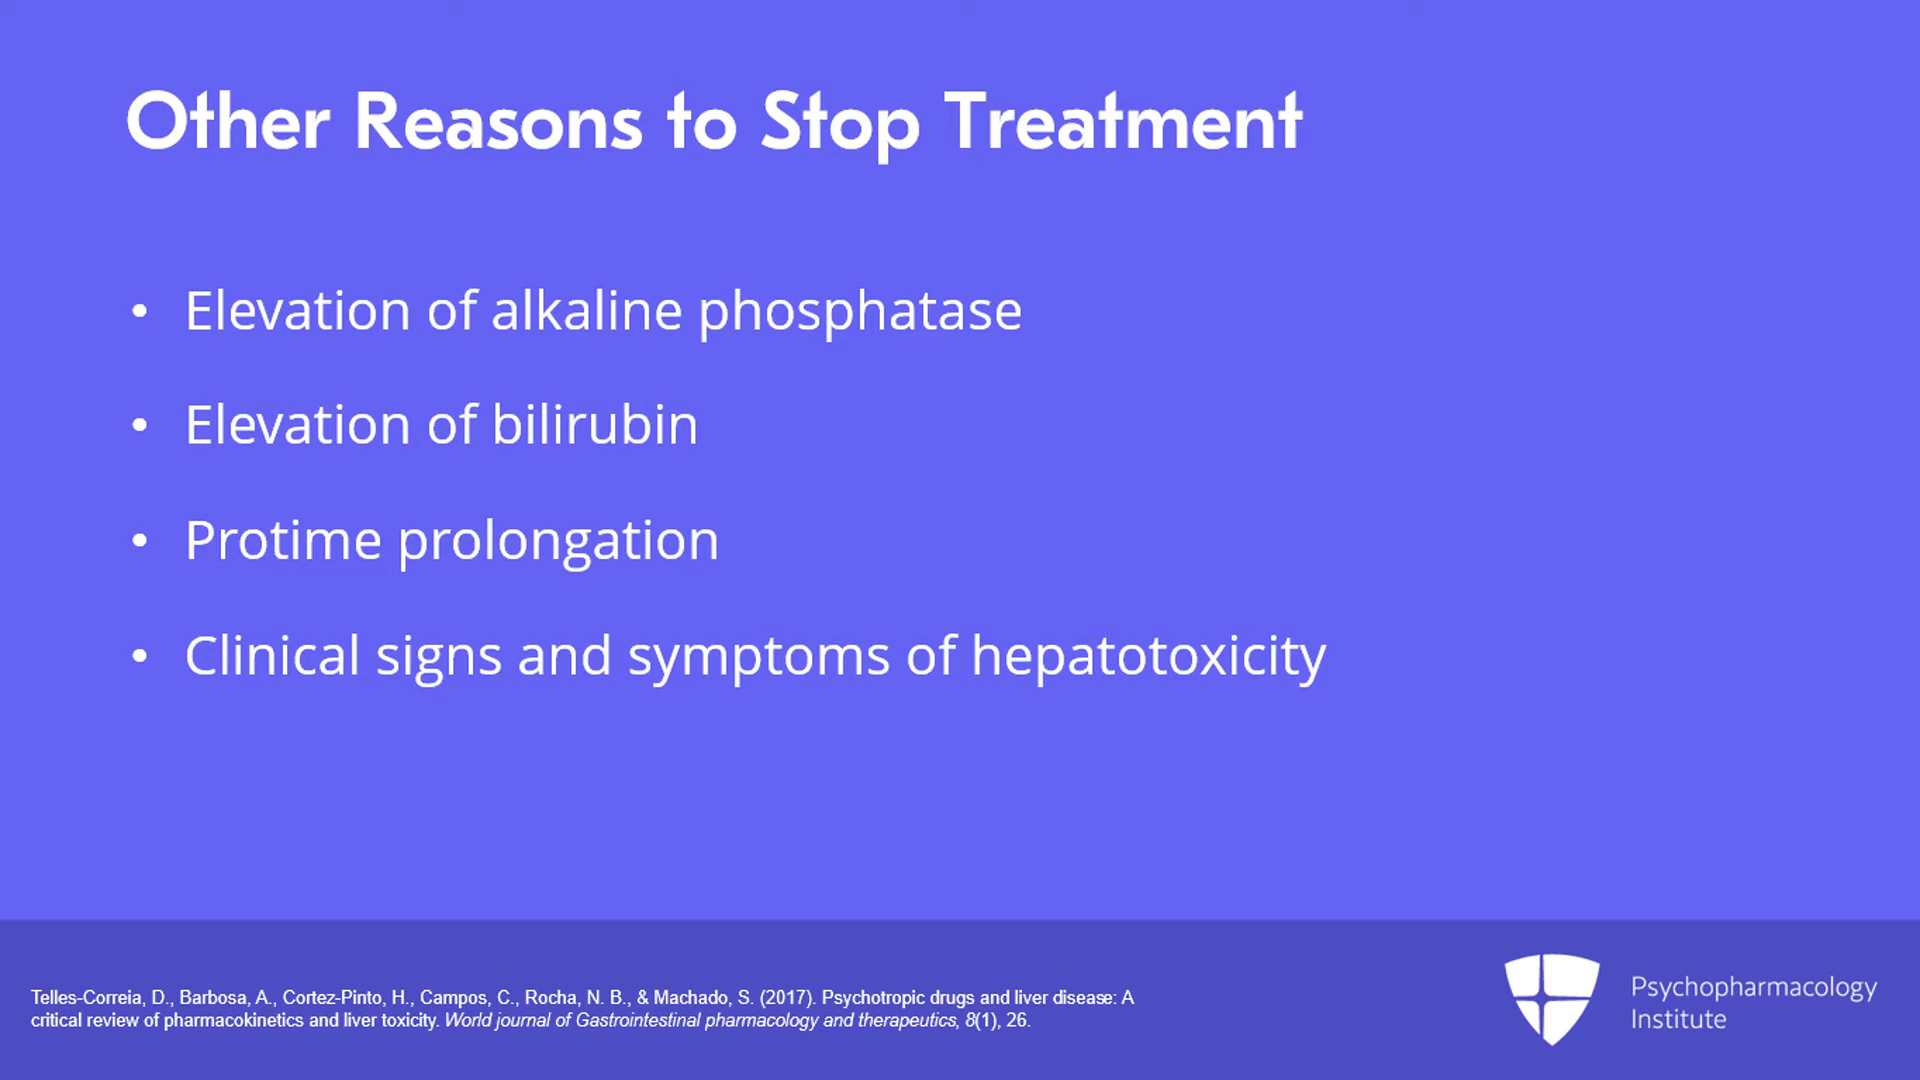 Other Reasons to Stop Treatment
• Elevation of alkaline phosphatase
• Elevation of bilirubin
• Protime prolongation
• Clinical signs and symptoms of hepatotoxicity
Telles-Correia, D., Barbosa, A., Cortez-Pinto, H., Campos, C., Rocha, N. B., & Machado, S. (2017). Psychotropic drugs and liver disease: A
critical review of pharmacokinetics and liver toxicity. World journal of Gastrointestinal pharmacology and therapeutics, 8(1), 26.
Psychopharmacology
Institute